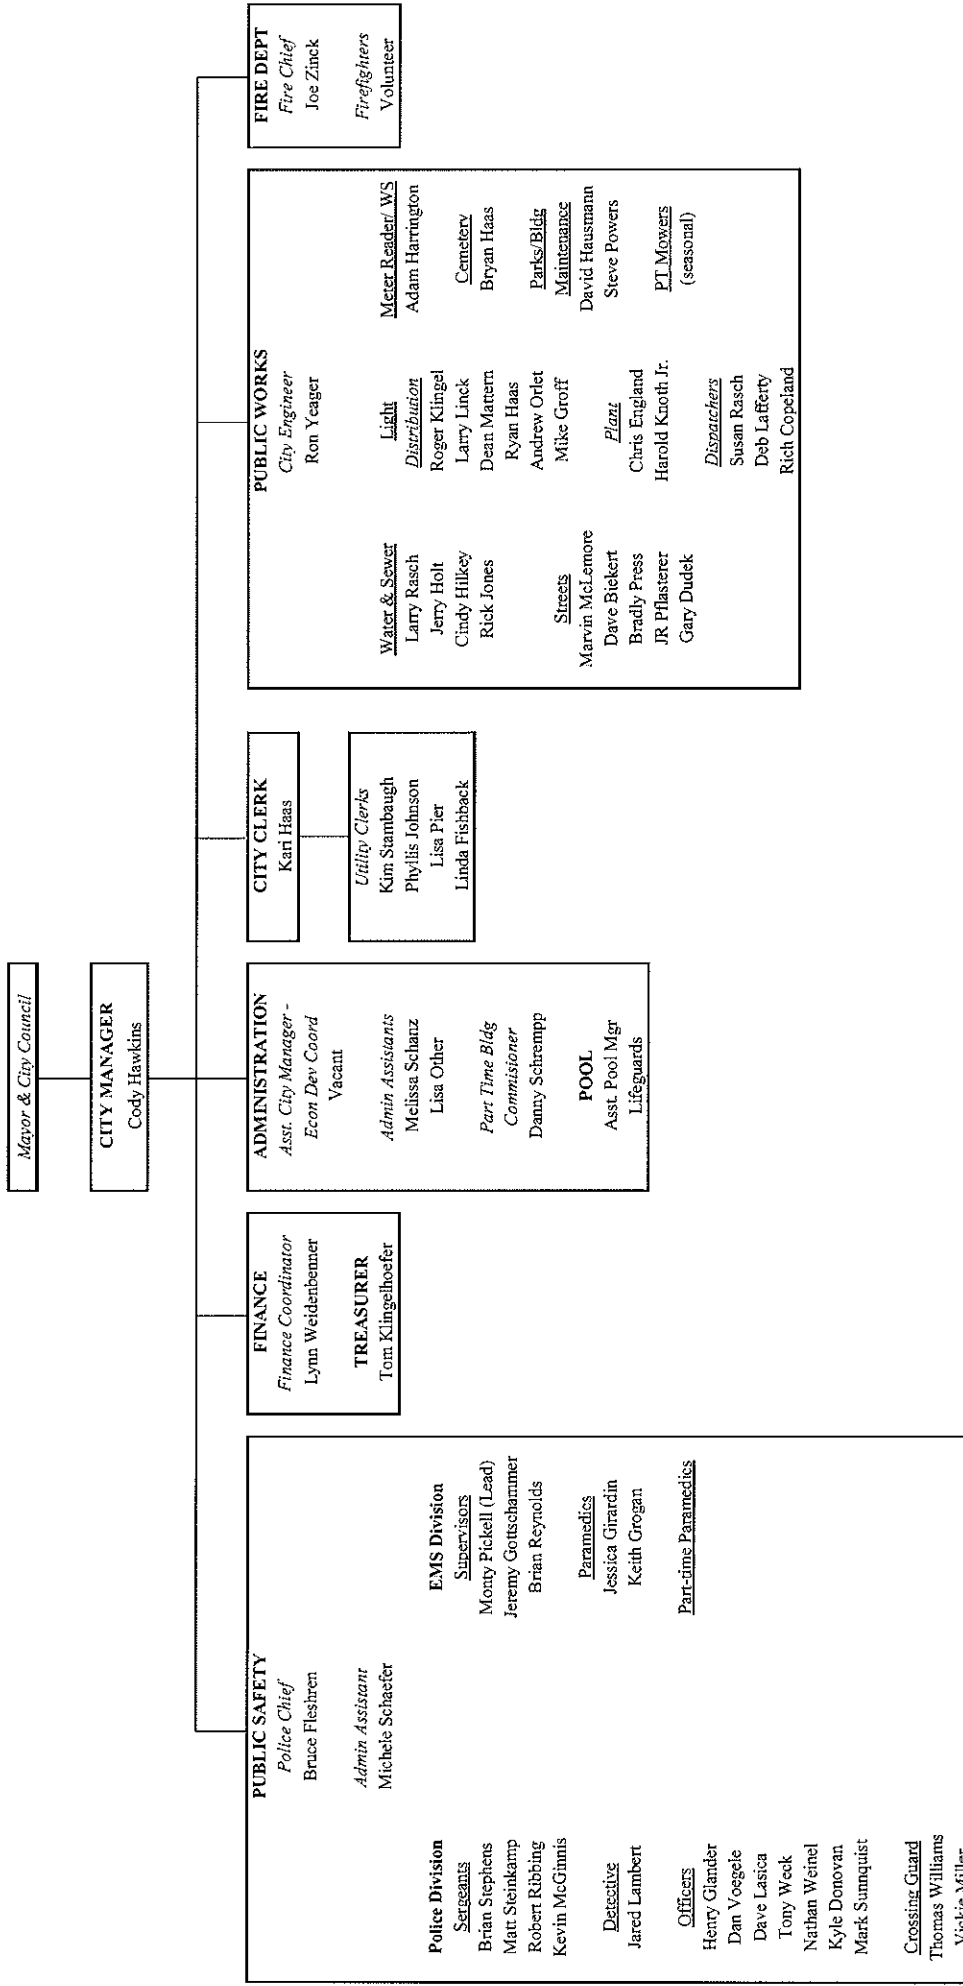 Mayor & City Council
CITY MANAGER
Cody Hawkins
PUBLIC SAFETY
Police Chief
Bruce Fleshren
Admin Assistant
Michele Schaefer
Police Division
Sergeants
Brian Stephens
Matt Steinkamp
Robert Ribbing
Kevin McGinnis
Detective
Jared Lambert
Officers
Henry Glander
Dan Voegele
Dave Lasica
Tony Weck
Nathan Weinel
Kyle Donovan
Mark Sunnquist
Crossing Guard
Thomas Williams
Vickie Miller
EMS Division
Supervisors
Monty Pickell (Lead)
Jeremy Gottschammer
Brian Reynolds
Paramedics
Jessica Girardin
Keith Grogan
Part-time Paramedics
FINANCE
Finance Coordinator
Lynn Weidenbenner
TREASURER
Tom Klingelhoefer
ADMINISTRATION
Asst. City Manager -
Econ Dev Coord
Vacant
Admin Assistants
Melissa Schanz
Lisa Other
Part Time Bldg
Commisioner
Danny Schrempp
POOL
Asst. Pool Mgr
Lifeguards
CITY CLERK
Kari Haas
Utility Clerks
Kim Stambaugh
Phyllis Johnson
Lisa Pier
Linda Fishback
PUBLIC WORKS
City Engineer
Ron Yeager
Water & Sewer
Larry Rasch
Jerry Holt
Cindy Hilkey
Rick Jones
Streets
Marvin McLemore
Dave Biekert
Bradly Press
JR Pflasterer
Gary Dudek
Light
Distribution
Roger Klingel
Larry Linck
Dean Mattern
Ryan Haas
Andrew Orlet
Mike Groff
Plant
Chris England
Harold Knoth Jr.
Dispatchers
Susan Rasch
Deb Lafferty
Rich Copeland
Meter Reader/ WS
Adam Harrington
Cemetery
Bryan Haas
Parks/Bldg
Maintenance
David Hausmann
Steve Powers
PT Mowers
(seasonal)
FIRE DEPT
Fire Chief
Joe Zinck
Firefighters
Volunteer